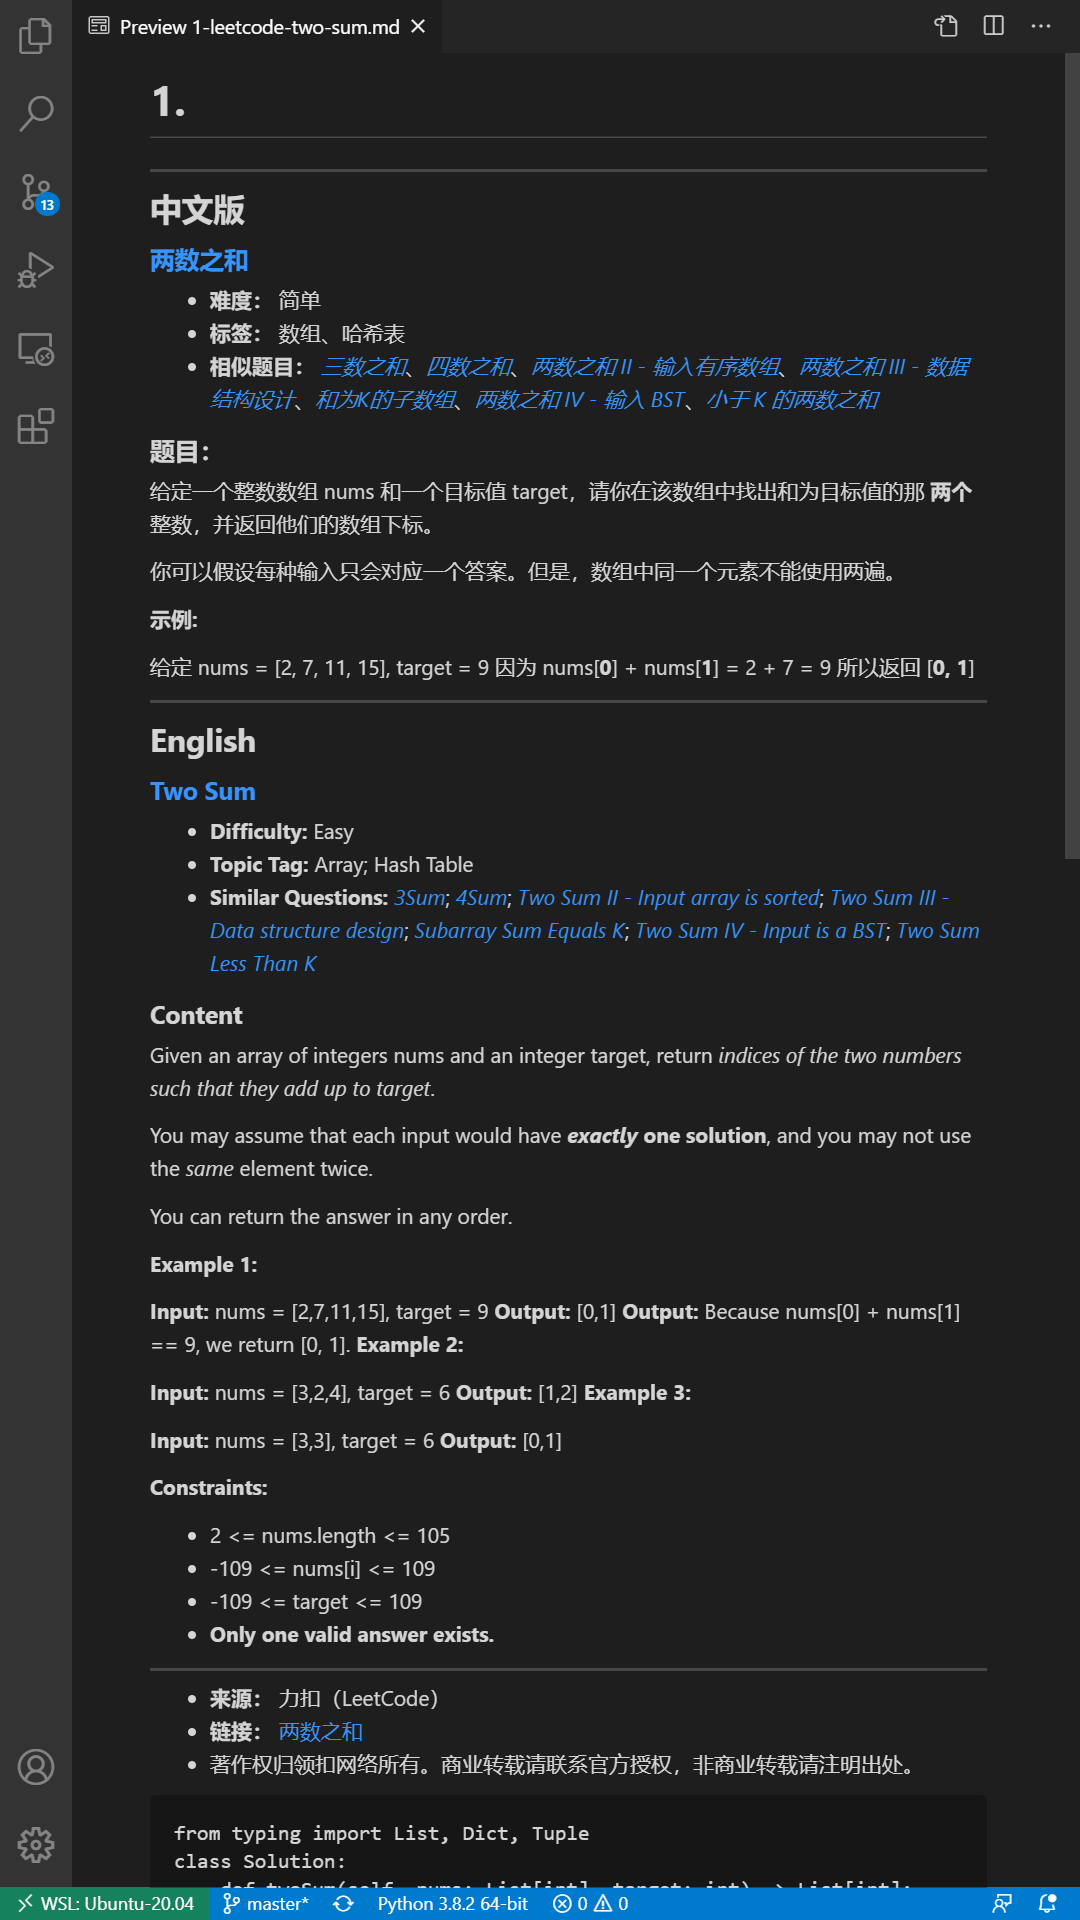 Preview 1-leetcode-two-sum.md
1.
13
中文版
两数之和
难度： 简单
标签： 数组、哈希表
相似题目： 三数之和、四数之和、两数之和 II - 输入有序数组、两数之和 III - 数据
结构设计、和为K的子数组、两数之和 IV - 输入 BST、小于 K 的两数之和
题目：
给定一个整数数组 nums 和一个目标值 target，请你在该数组中找出和为目标值的那 两个
整数，并返回他们的数组下标。
你可以假设每种输入只会对应一个答案。但是，数组中同一个元素不能使用两遍。
示例:
给定 nums = [2, 7, 11, 15], target = 9 因为 nums[0] + nums[1] = 2 + 7 = 9 所以返回 [0, 1]
English
Two Sum
Difficulty: Easy
Topic Tag: Array; Hash Table
Similar Questions: 3Sum; 4Sum; Two Sum II - Input array is sorted; Two Sum III -
Data structure design; Subarray Sum Equals K; Two Sum IV - Input is a BST; Two Sum
Less Than K
Content
Given an array of integers nums and an integer target, return indices of the two numbers
such that they add up to target.
You may assume that each input would have exactly one solution, and you may not use
the same element twice.
You can return the answer in any order.
Example 1:
Input: nums = [2,7,11,15], target = 9 Output: [0,1] Output: Because nums[0] + nums[1]
== 9, we return [0, 1]. Example 2:
Input: nums = [3,2,4], target = 6 Output: [1,2] Example 3:
Input: nums = [3,3], target = 6 Output: [0,1]
Constraints:
2 <= nums.length <= 105
-109 <= nums[i] <= 109
-109 <= target <= 109
Only one valid answer exists.
来源： 力扣（LeetCode）
链接： 两数之和
著作权归领扣网络所有。商业转载请联系官方授权，非商业转载请注明出处。
from typing import List, Dict, Tuple
class Solution:
def twoSum(self, nums: List[int], target: int) -> List[int]:
WSL: Ubuntu-20.04 master* Python 3.8.2 64-bit 0 0